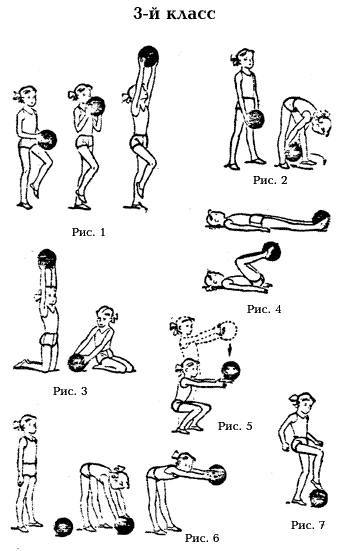 3-й класс
Рис. 1
Рис. 2
Рис. 3
Рис. 4
Рис. 5
Рис. 6
Рис. 7